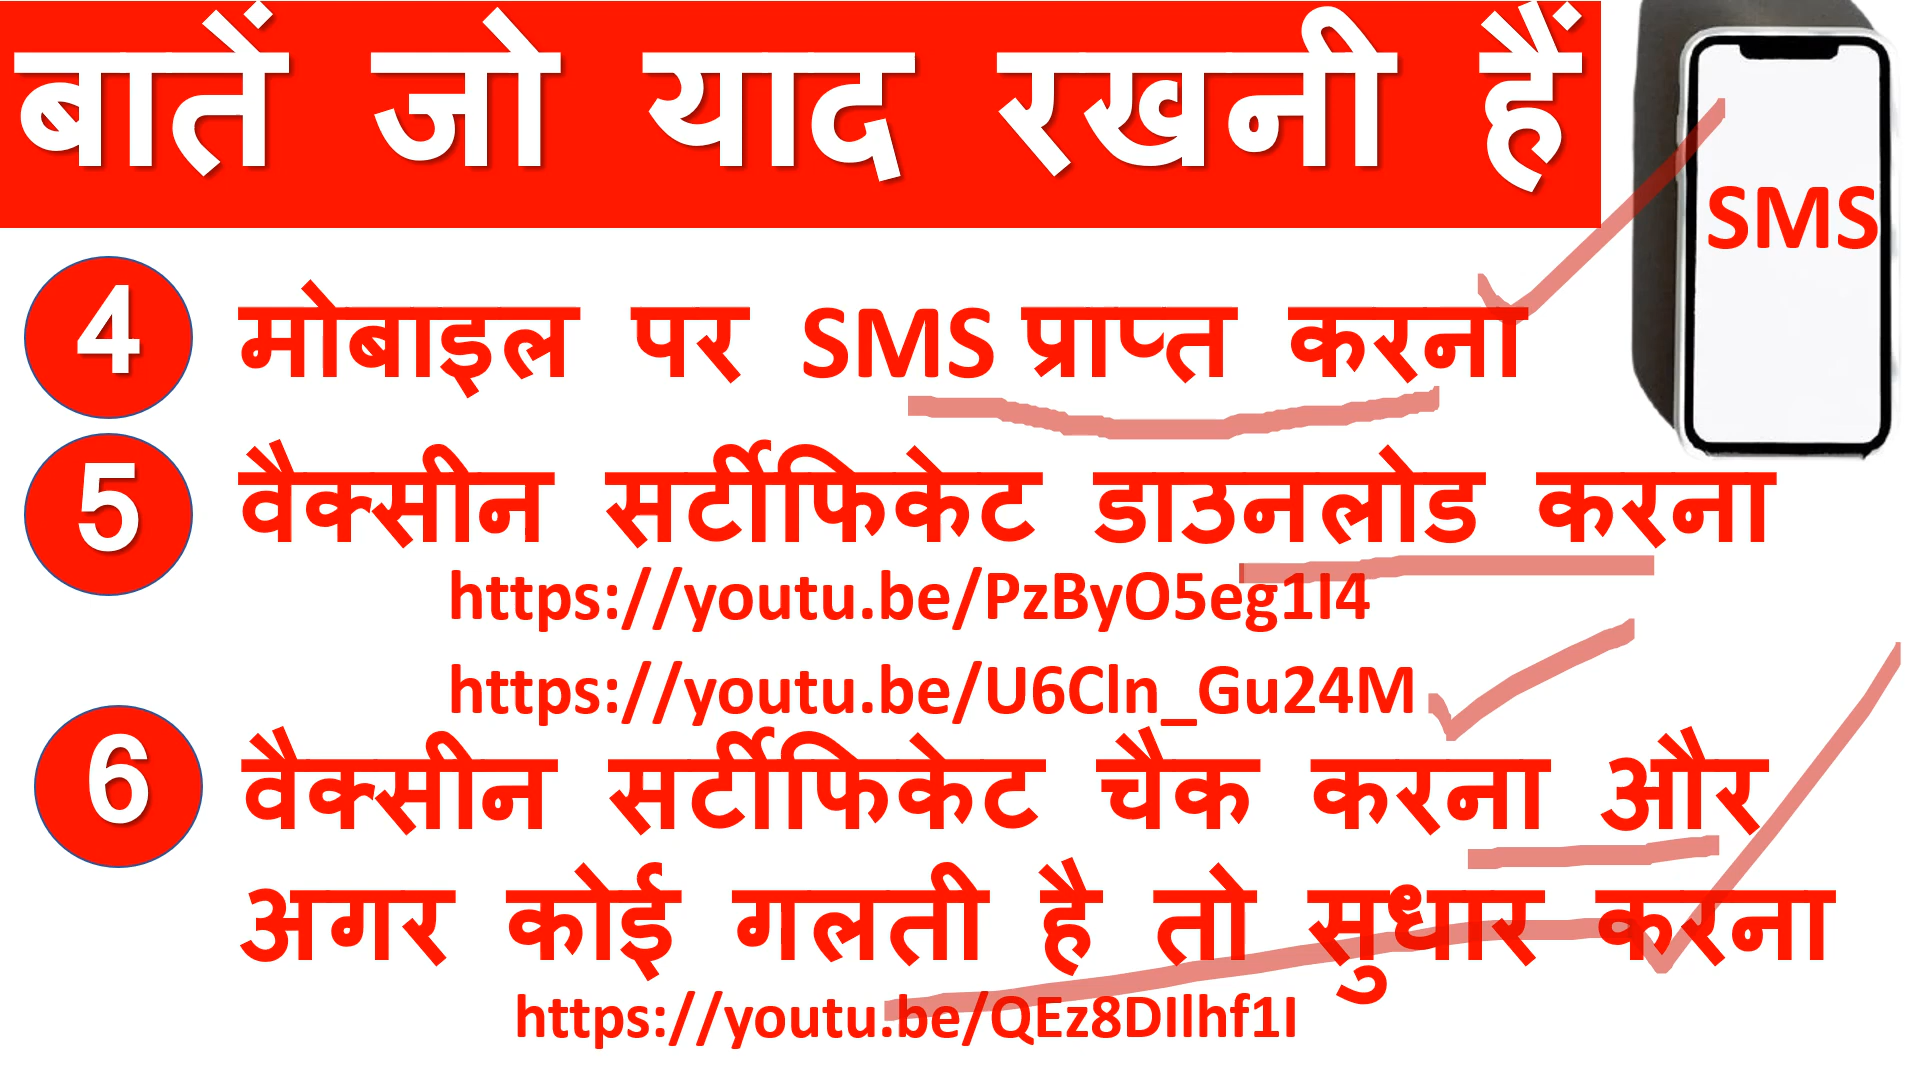 बातें जो याद रखनी हैं
SMS
4 मोबाइल पर SMS प्राप्त करना
5 वैक्सीन सर्टीफिकेट डाउनलोड करना
https://youtu.be/PzByO5eg1I4
https://youtu.be/U6Cln_Gu24M
6 वैक्सीन सर्टीफिकेट चैक करना और
अगर कोई गलती है तो सुधार करना
https://youtu.be/QEz8DIlhf1I